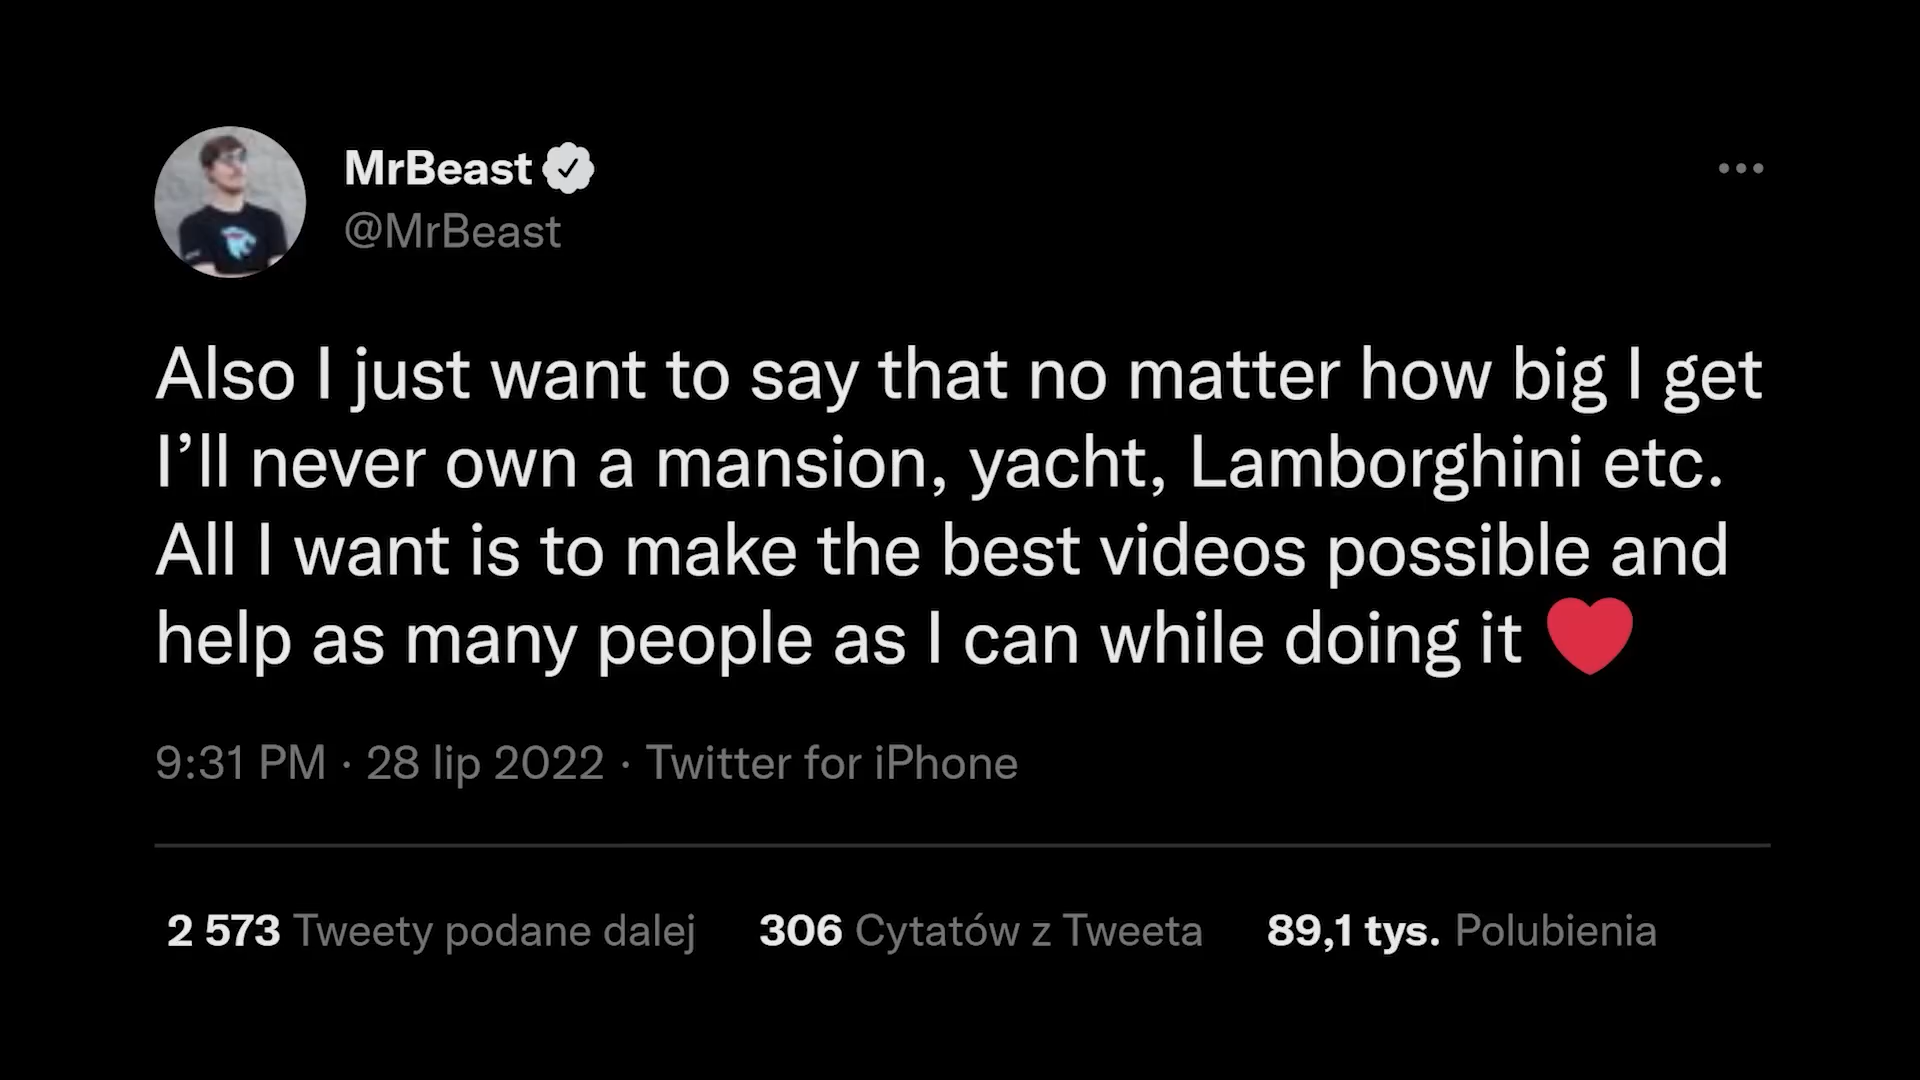 MrBeast
@MrBeast
Also I just want to say that no matter how big I get
I’ll never own a mansion, yacht, Lamborghini etc.
All I want is to make the best videos possible and
help as many people as I can while doing it ❤️
9:31 PM · 28 lip 2022 · Twitter for iPhone
2 573 Tweety podane dalej 306 Cytatów z Tweeta 89,1 tys. Polubienia